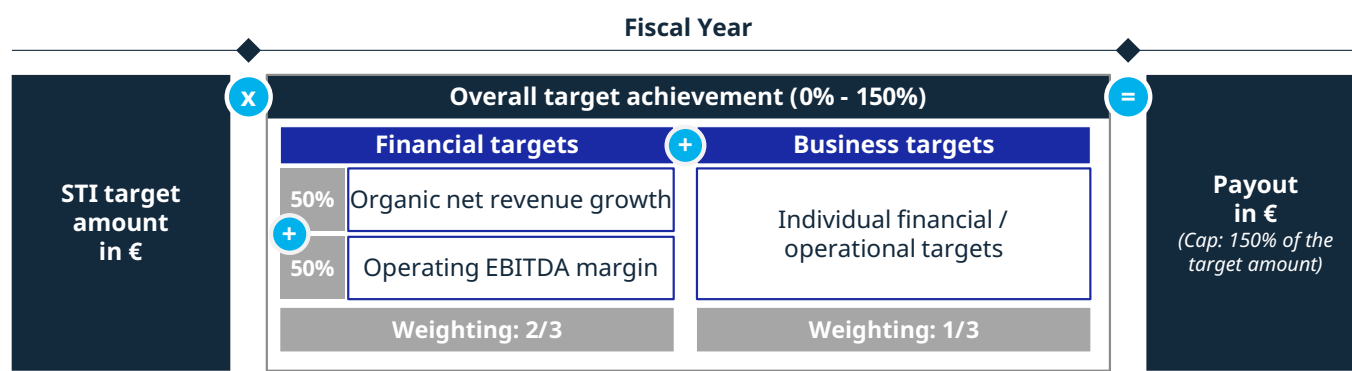 Fiscal Year
x
Overall target achievement (0% - 150%)
=
STI target
amount
in €
Financial targets
+
Business targets
50%
Organic net revenue growth
+
50%
Operating EBITDA margin
Individual financial /
operational targets
Weighting: 2/3
Weighting: 1/3
Payout
in €
(Cap: 150% of the
target amount)